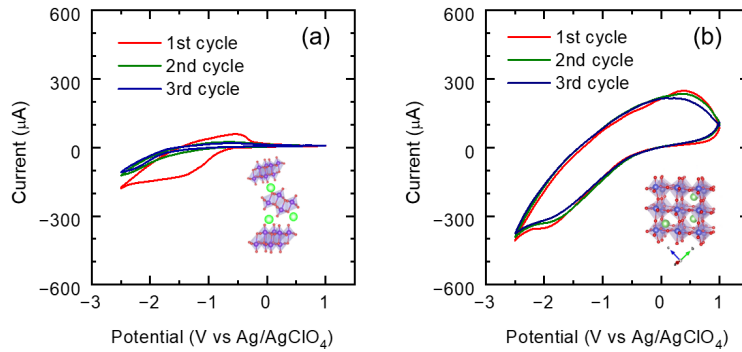 (a)
1st cycle
2nd cycle
3rd cycle
600
300
0
−300
−600
Current (μA)
−3
−2
−1
0
1
Potential (V vs Ag/AgClO₄)
(b)
1st cycle
2nd cycle
3rd cycle
600
300
0
−300
−600
Current (μA)
−3
−2
−1
0
1
Potential (V vs Ag/AgClO₄)